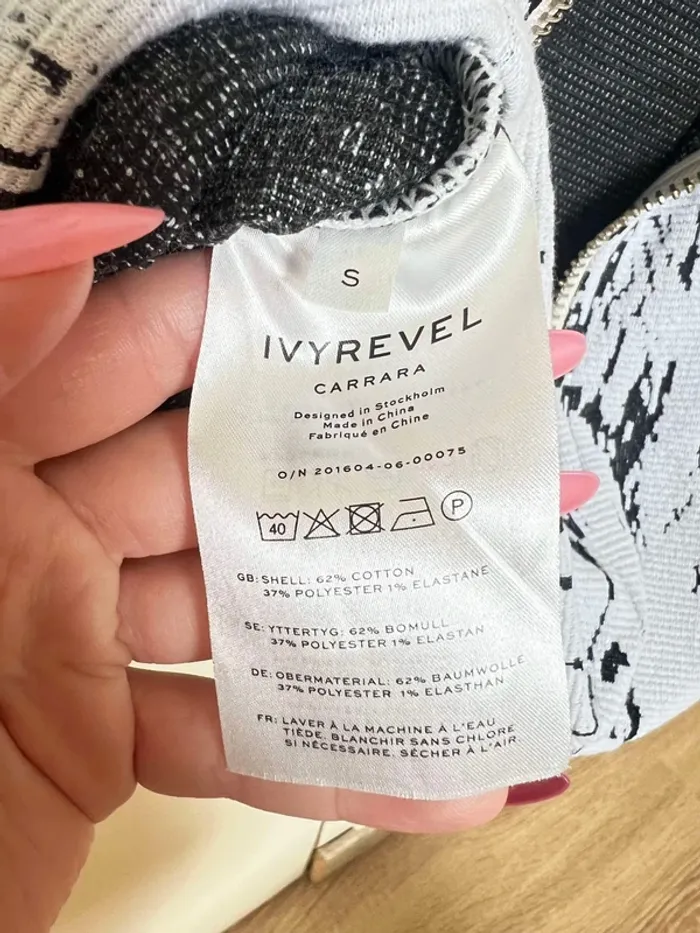 S
IVYREVEL
CARRARA
Designed in Stockholm
Made in China
Fabriqué en Chine
O/N 201604-06-00075
40
P
GB: SHELL: 62% COTTON
37% POLYESTER 1% ELASTANE
SE: YTTERTYG: 62% BOMULL
37% POLYESTER 1% ELASTAN
DE: OBERMATERIAL: 62% BAUMWOLLE
37% POLYESTER 1% ELASTHAN
FR: LAVER À LA MACHINE À L'EAU
TIÈDE. BLANCHIR SANS CHLORE
SI NÉCESSAIRE. SÉCHER À L'AIR.